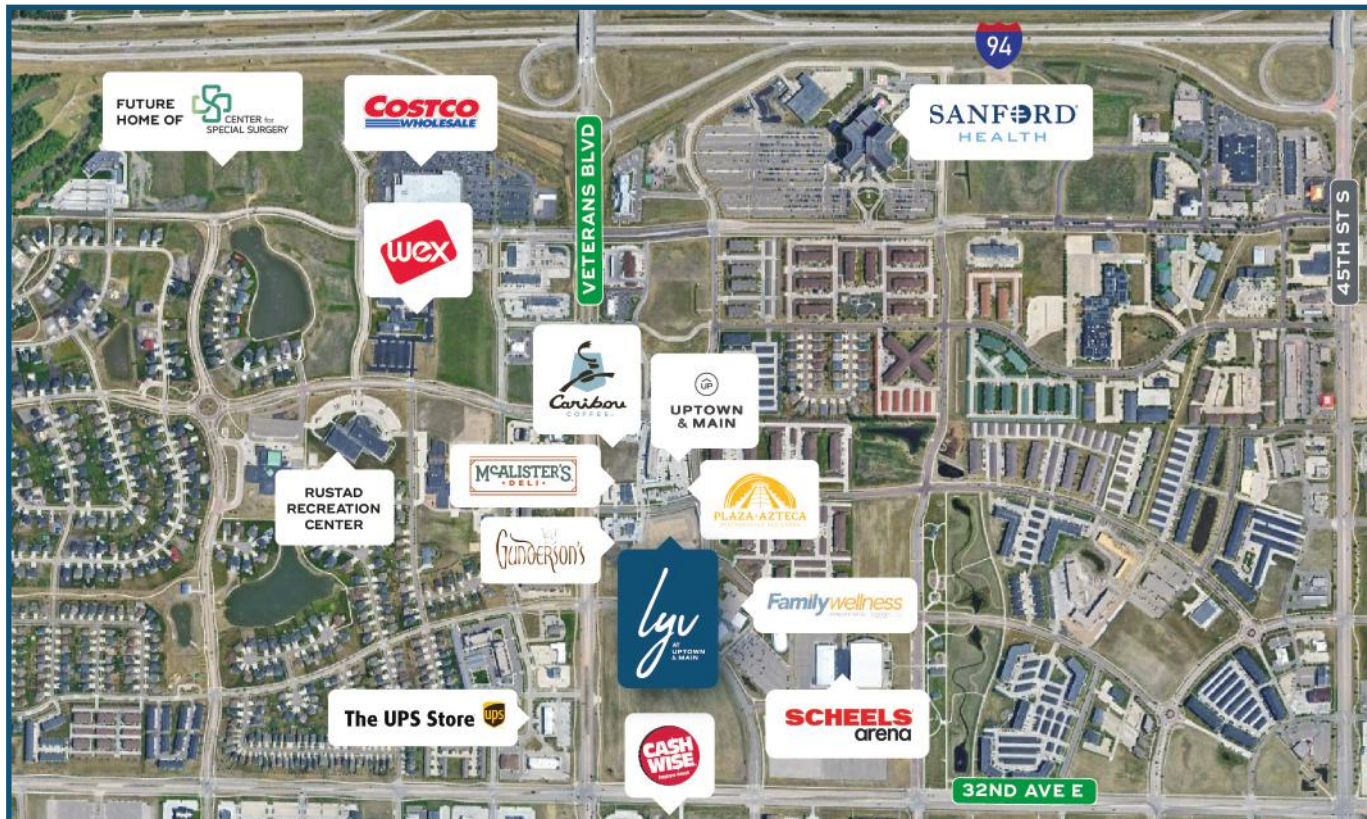 94
FUTURE
HOME OF
CENTER for
SPECIAL SURGERY
COSTCO
WHOLESALE
SANFORD
HEALTH
VETERANS BLVD
wex
45TH ST S
Caribou
COFFEE
UP
UPTOWN
& MAIN
McALISTER'S
DELI
PLAZA AZTECA
RUSTAD
RECREATION
CENTER
GUNDERSON'S
lyv
AT
UPTOWN
& MAIN
Familywellness
The UPS Store
ups
SCHEELS
arena
CASH
WISE
32ND AVE E